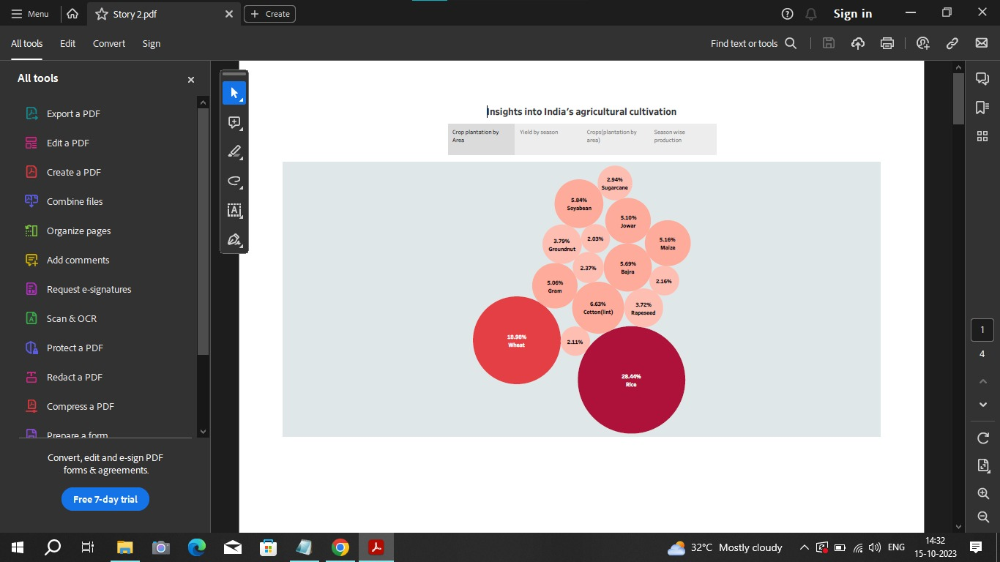 Menu
Story 2.pdf
Create
Sign in
All tools
Edit
Convert
Sign
Find text or tools
All tools
Export a PDF
Edit a PDF
Create a PDF
Combine files
Organize pages
Add comments
Request e-signatures
Scan & OCR
Protect a PDF
Redact a PDF
Compress a PDF
Prepare a form
Convert, edit and e-sign PDF
forms & agreements.
Free 7-day trial
Insights into India's agricultural cultivation
Crop plantation by
Area
Yield by season
Crops(plantation by
area)
Season wise
production
2.94%
Sugarcane
5.84%
Soyabean
5.10%
Jowar
3.79%
Groundnut
2.03%
5.16%
Maize
2.37%
5.69%
Bajra
5.06%
Gram
2.16%
6.63%
Cotton(lint)
3.72%
Rapeseed
18.98%
Wheat
2.11%
28.44%
Rice
1
4
32°C Mostly cloudy
ENG
14:32
15-10-2023